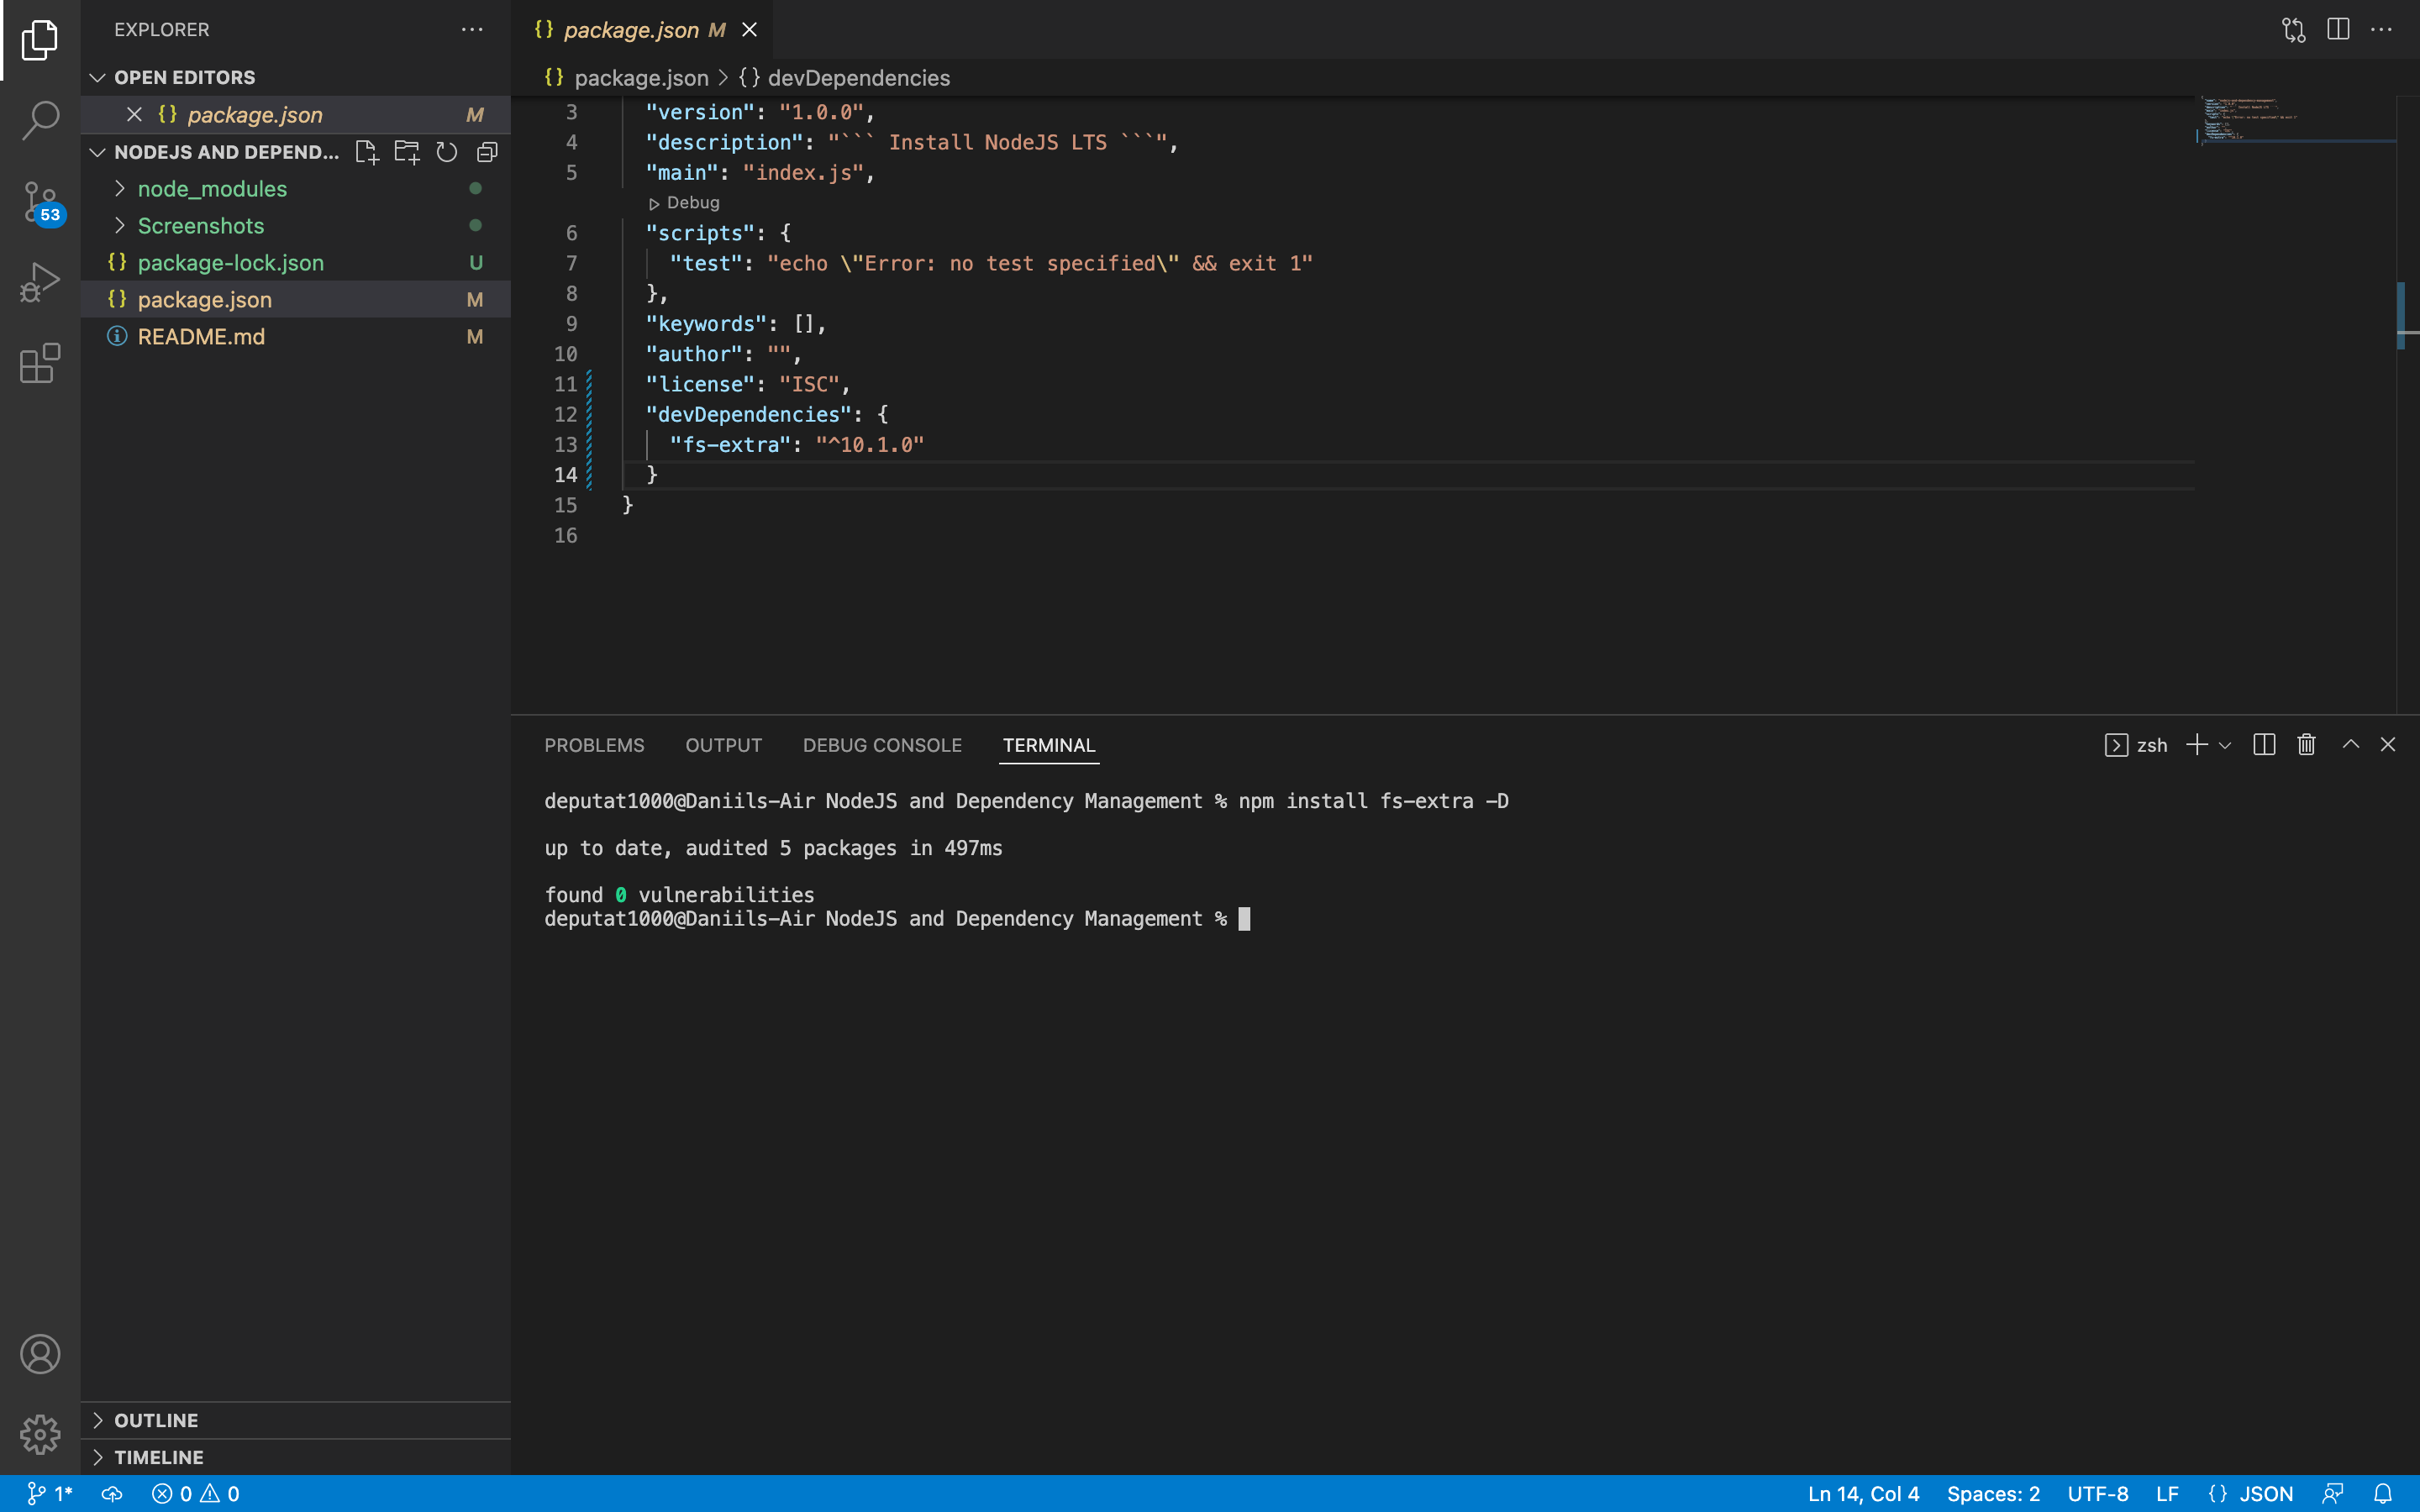 EXPLORER
OPEN EDITORS
package.json M
NODEJS AND DEPEND...
node_modules
Screenshots
package-lock.json U
package.json M
README.md M
53
OUTLINE
TIMELINE
{} package.json M
{} package.json > {} devDependencies
3 "version": "1.0.0",
4 "description": "``` Install NodeJS LTS ```",
5 "main": "index.js",
Debug
6 "scripts": {
7 "test": "echo \"Error: no test specified\" && exit 1"
8 },
9 "keywords": [],
10 "author": "",
11 "license": "ISC",
12 "devDependencies": {
13 "fs-extra": "^10.1.0"
14 }
15 }
16
PROBLEMS OUTPUT DEBUG CONSOLE TERMINAL zsh
deputat1000@Daniils-Air NodeJS and Dependency Management % npm install fs-extra -D
up to date, audited 5 packages in 497ms
found 0 vulnerabilities
deputat1000@Daniils-Air NodeJS and Dependency Management %
1* 0 0 Ln 14, Col 4 Spaces: 2 UTF-8 LF {} JSON